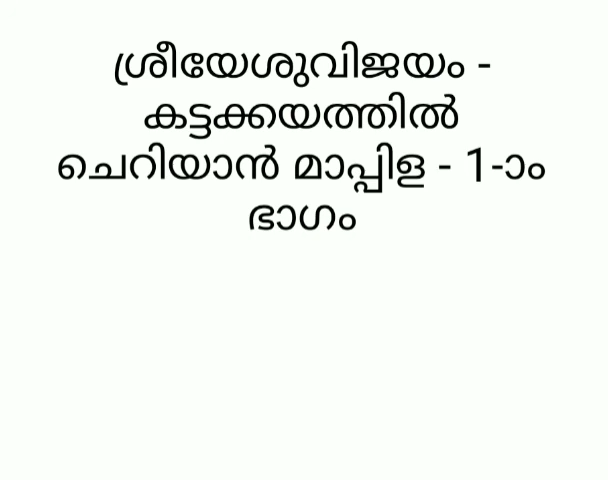 ശ്രീയേശുവിജയം -
കട്ടക്കയത്തിൽ
ചെറിയാൻ മാപ്പിള - 1-ാം
ഭാഗം